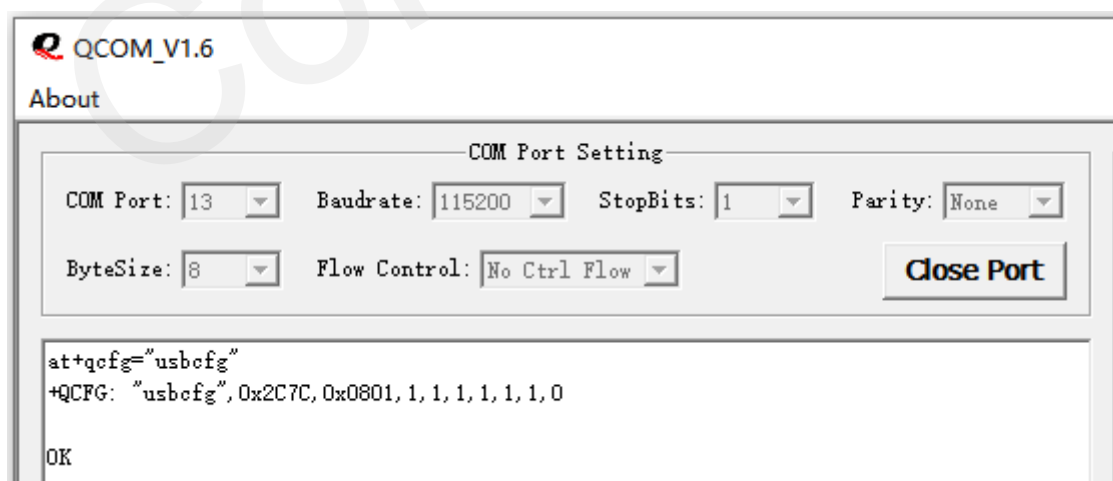 QCOM_V1.6
About
COM Port Setting
COM Port: 13 Baudrate: 115200 StopBits: 1 Parity: None
ByteSize: 8 Flow Control: No Ctrl Flow Close Port
at+qcfg="usbcfg"
+QCFG: "usbcfg",0x2C7C,0x0801,1,1,1,1,1,1,0
OK